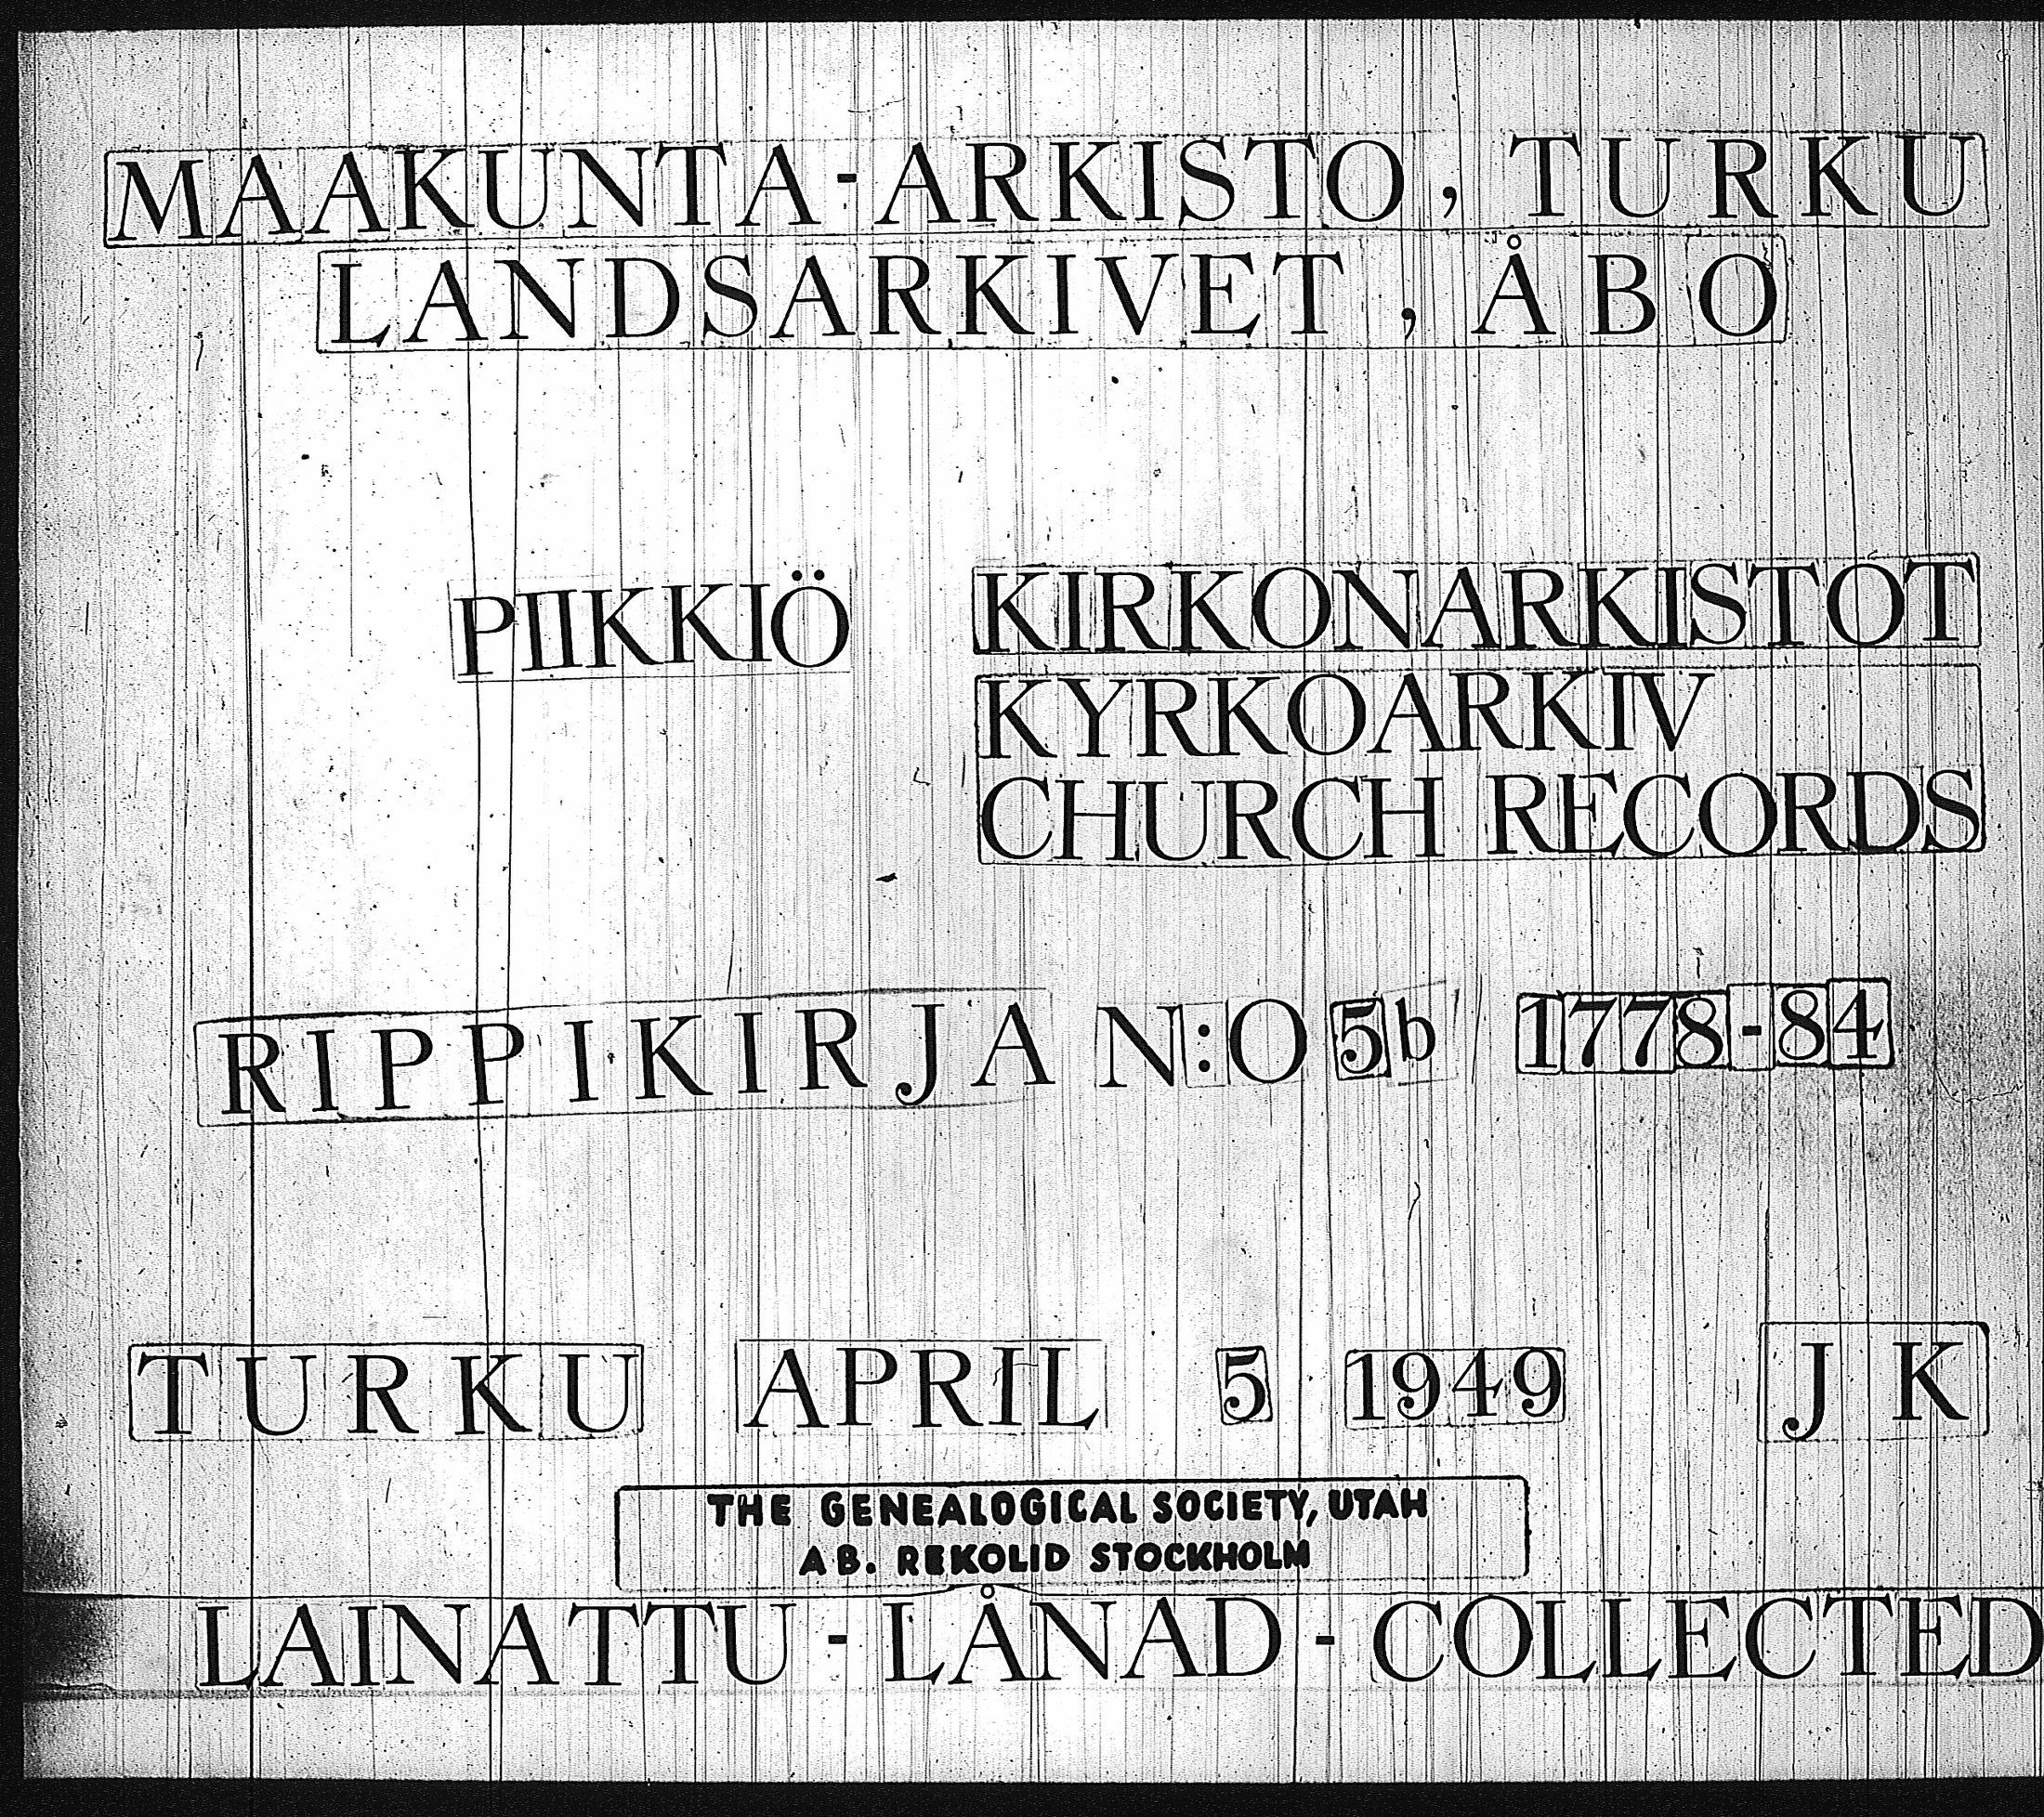 MAAKUNTA-ARKISTO, TURKU
LANDSARKIVET, ÅBO
PIIKKIÖ KIRKONARKISTOT
KYRKOARKIV
CHURCH RECORDS
RIPPIKIRJA N:O 5b 1778-84
TURKU APRIL 5 1949 JK
THE GENEALOGICAL SOCIETY, UTAH
AB. REKOLID STOCKHOLM
LAINATTU - LÅNAD - COLLECTED